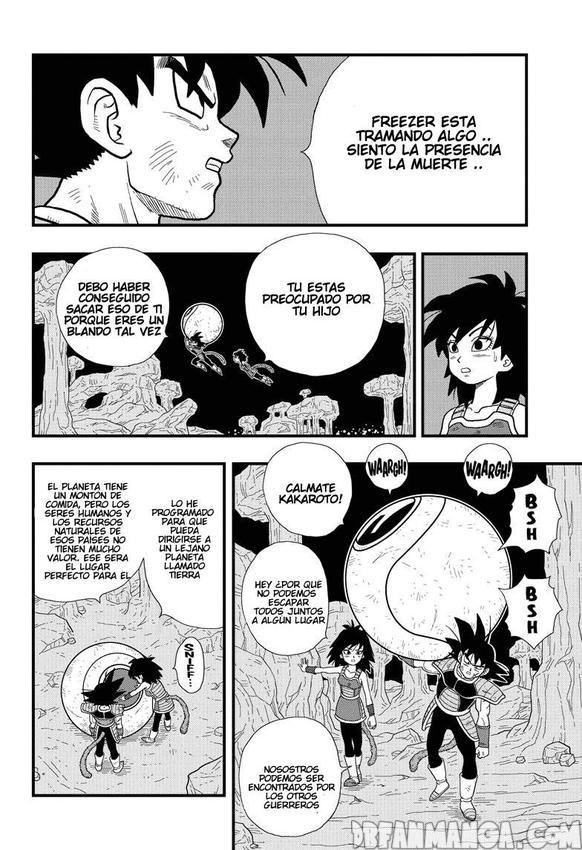 FREEZER ESTA
TRAMANDO ALGO ..
SIENTO LA PRESENCIA
DE LA MUERTE ..
DEBO HABER
CONSEGUIDO
SACAR ESO DE TI
PORQUE ERES UN
BLANDO TAL VEZ
TU ESTAS
PREOCUPADO POR
TU HIJO
EL PLANETA TIENE
UN MONTON DE
COMIDA, PERO LOS
SERES HUMANOS Y
LOS RECURSOS
NATURALES DE
ESOS PAISES NO
TIENEN MUCHO
VALOR. ESE SERA
EL LUGAR
PERFECTO PARA EL
LO HE
PROGRAMADO
PARA QUE
PUEDA
DIRIGIRSE A
UN LEJANO
PLANETA
LLAMADO
TIERRA
SNIFF...
CALMATE
KAKAROTO!
WAARGH!
WAARGH!
BSH
BSH
HEY ¿POR QUE
NO PODEMOS
ESCAPAR
TODOS JUNTOS
A ALGUN LUGAR
NOSOSTROS
PODEMOS SER
ENCONTRADOS
POR LOS
OTROS
GUERREROS
DBFANMANGA.COM